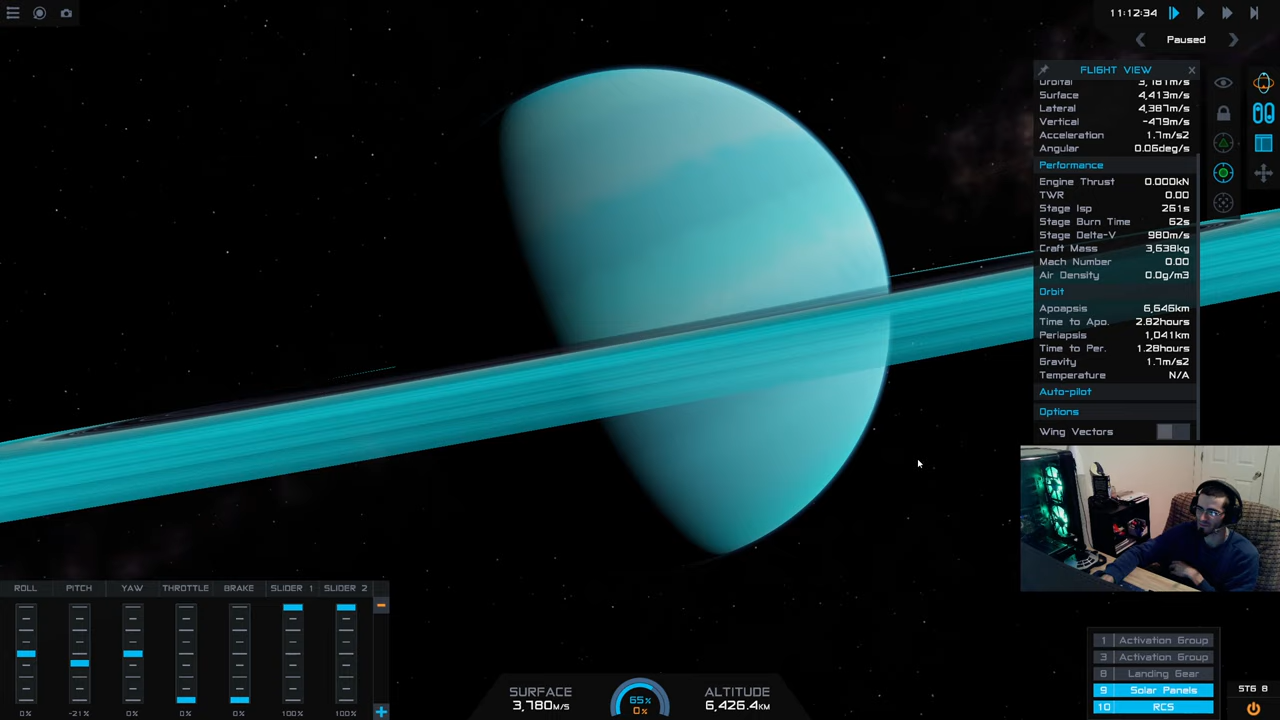 11:12:34
Paused
FLIGHT VIEW
Orbital 3,181m/s
Surface 4,413m/s
Lateral 4,387m/s
Vertical -479m/s
Acceleration 1.7m/s2
Angular 0.06deg/s
Performance
Engine Thrust 0.000kN
TWR 0.00
Stage Isp 261s
Stage Burn Time 62s
Stage Delta-V 980m/s
Craft Mass 3,638kg
Mach Number 0.00
Air Density 0.0g/m3
Orbit
Apoapsis 6,646km
Time to Apo. 2.82hours
Periapsis 1,041km
Time to Per. 1.28hours
Gravity 1.7m/s2
Temperature N/A
Auto-pilot
Options
Wing Vectors
ROLL PITCH YAW THROTTLE BRAKE SLIDER 1 SLIDER 2
0% -21% 0% 0% 0% 100% 100%
SURFACE
3,780M/S
65%
0%
ALTITUDE
6,426.4KM
1 Activation Group
3 Activation Group
8 Landing Gear
9 Solar Panels
10 RCS
STG 8